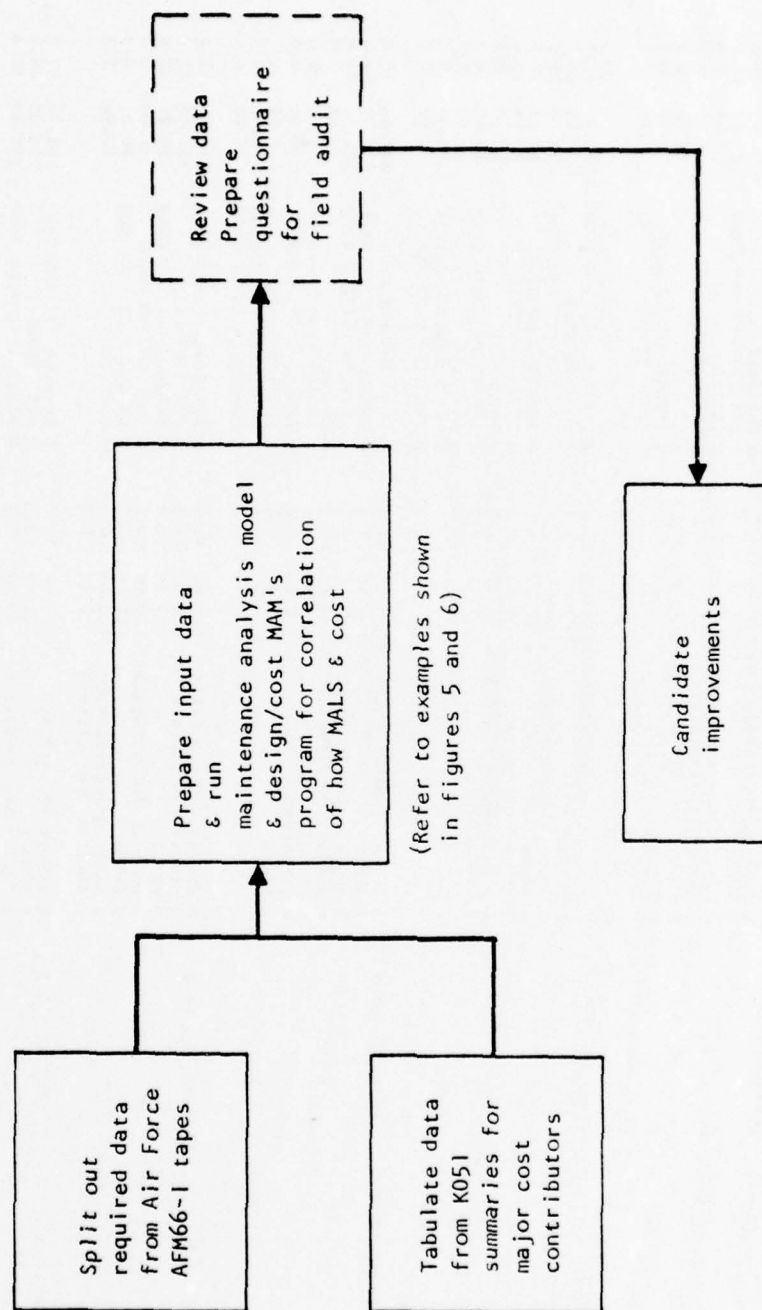 Split out
required data
from Air Force
AFM66-1 tapes
Tabulate data
from K051
summaries for
major cost
contributors
Prepare input data
& run
maintenance analysis model
& design/cost MAM's
program for correlation
of how MALS & cost
(Refer to examples shown
in figures 5 and 6)
Review data
Prepare
questionnaire
for
field audit
Candidate
improvements